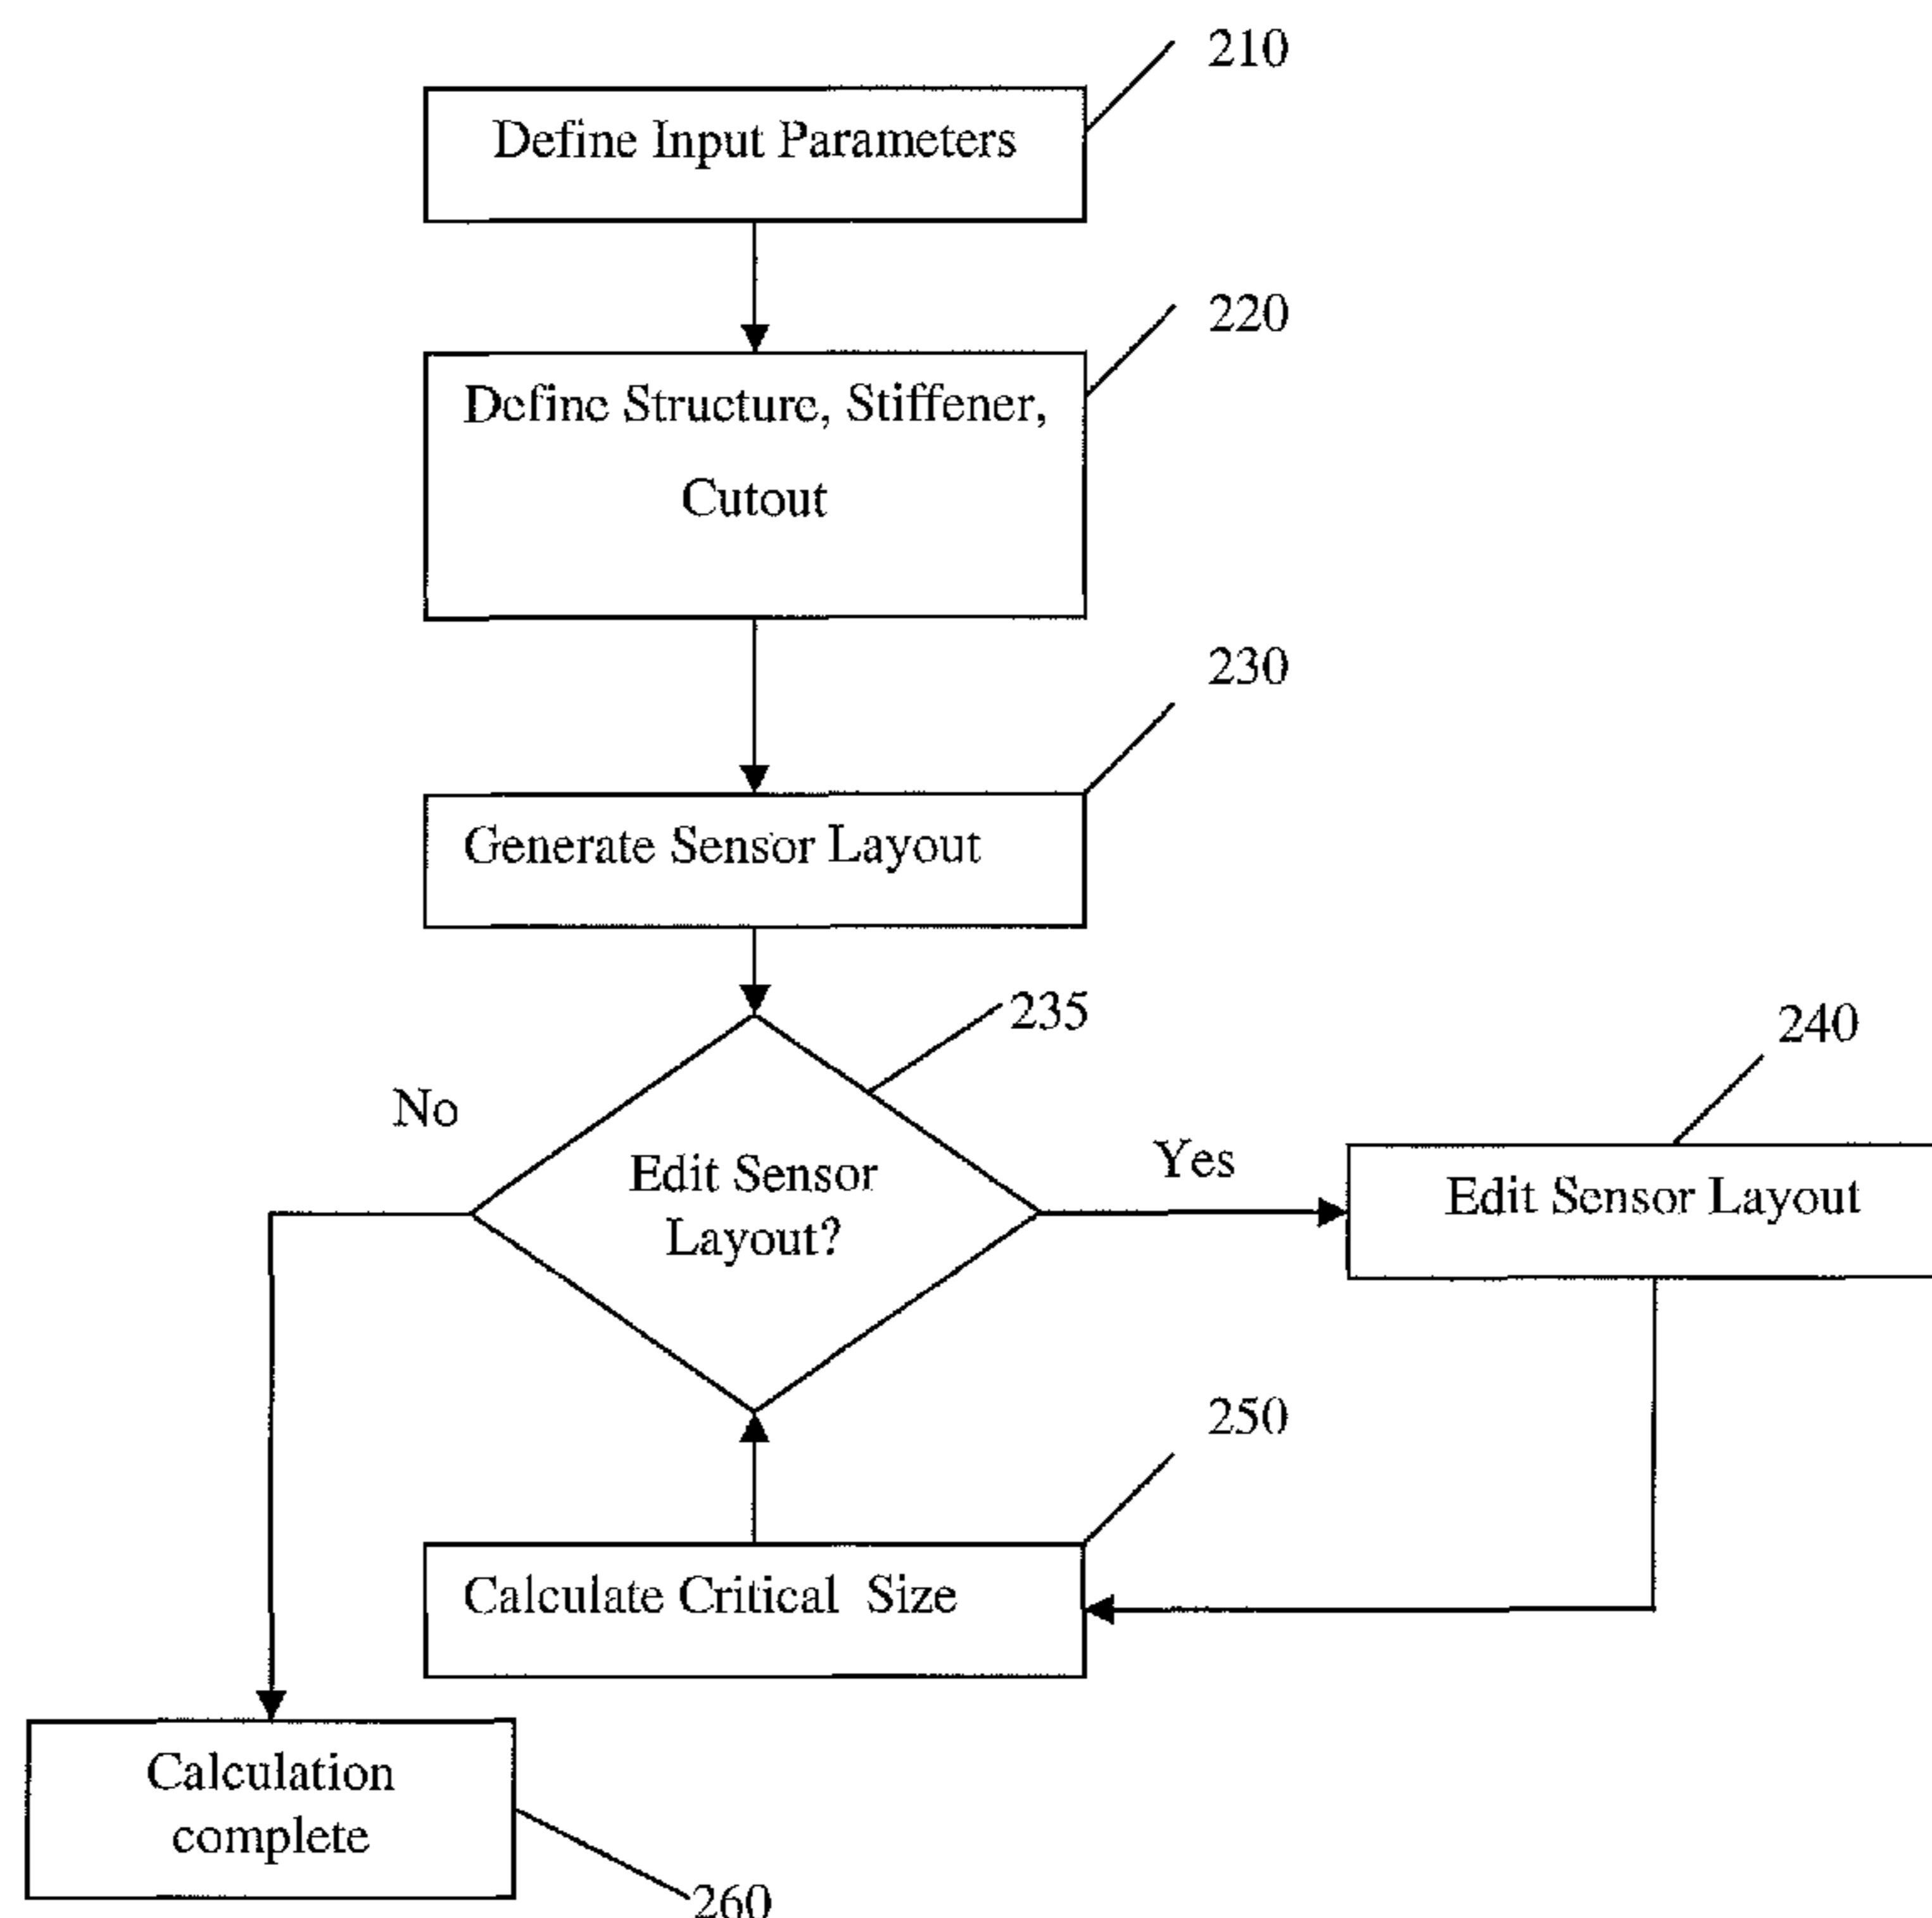 210
Define Input Parameters
220
Define Structure, Stiffener,
Cutout
230
Generate Sensor Layout
235
240
No
Yes
Edit Sensor
Layout?
Edit Sensor Layout
250
Calculate Critical Size
Calculation
complete
260